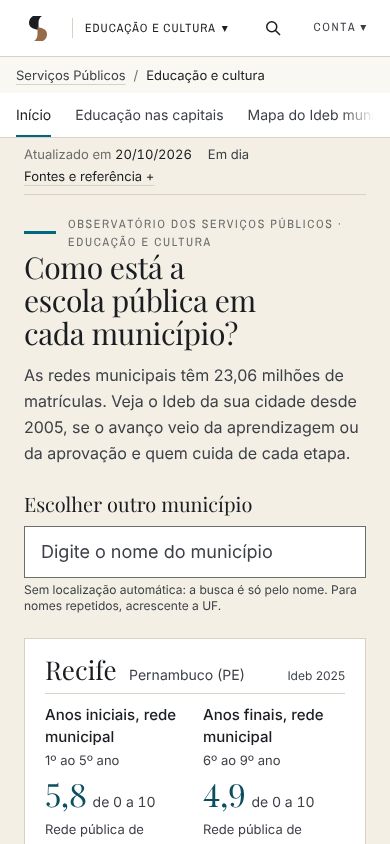 EDUCAÇÃO E CULTURA ▾
CONTA ▾
Serviços Públicos / Educação e cultura
Início Educação nas capitais Mapa do Ideb mun
Atualizado em 20/10/2026 Em dia
Fontes e referência +
OBSERVATÓRIO DOS SERVIÇOS PÚBLICOS ·
EDUCAÇÃO E CULTURA
Como está a
escola pública em
cada município?
As redes municipais têm 23,06 milhões de
matrículas. Veja o Ideb da sua cidade desde
2005, se o avanço veio da aprendizagem ou
da aprovação e quem cuida de cada etapa.
Escolher outro município
Digite o nome do município
Sem localização automática: a busca é só pelo nome. Para
nomes repetidos, acrescente a UF.
Recife Pernambuco (PE) Ideb 2025
Anos iniciais, rede
municipal
1º ao 5º ano
5,8 de 0 a 10
Rede pública de
Anos finais, rede
municipal
6º ao 9º ano
4,9 de 0 a 10
Rede pública de